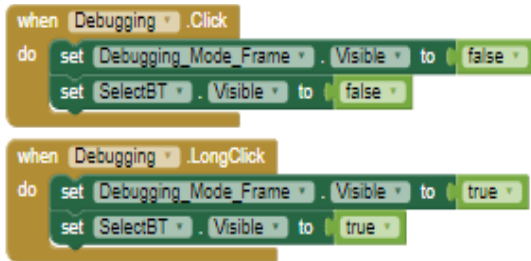 when Debugging .Click
do set Debugging_Mode_Frame . Visible to false
set SelectBT . Visible to false
when Debugging .LongClick
do set Debugging_Mode_Frame . Visible to true
set SelectBT . Visible to true